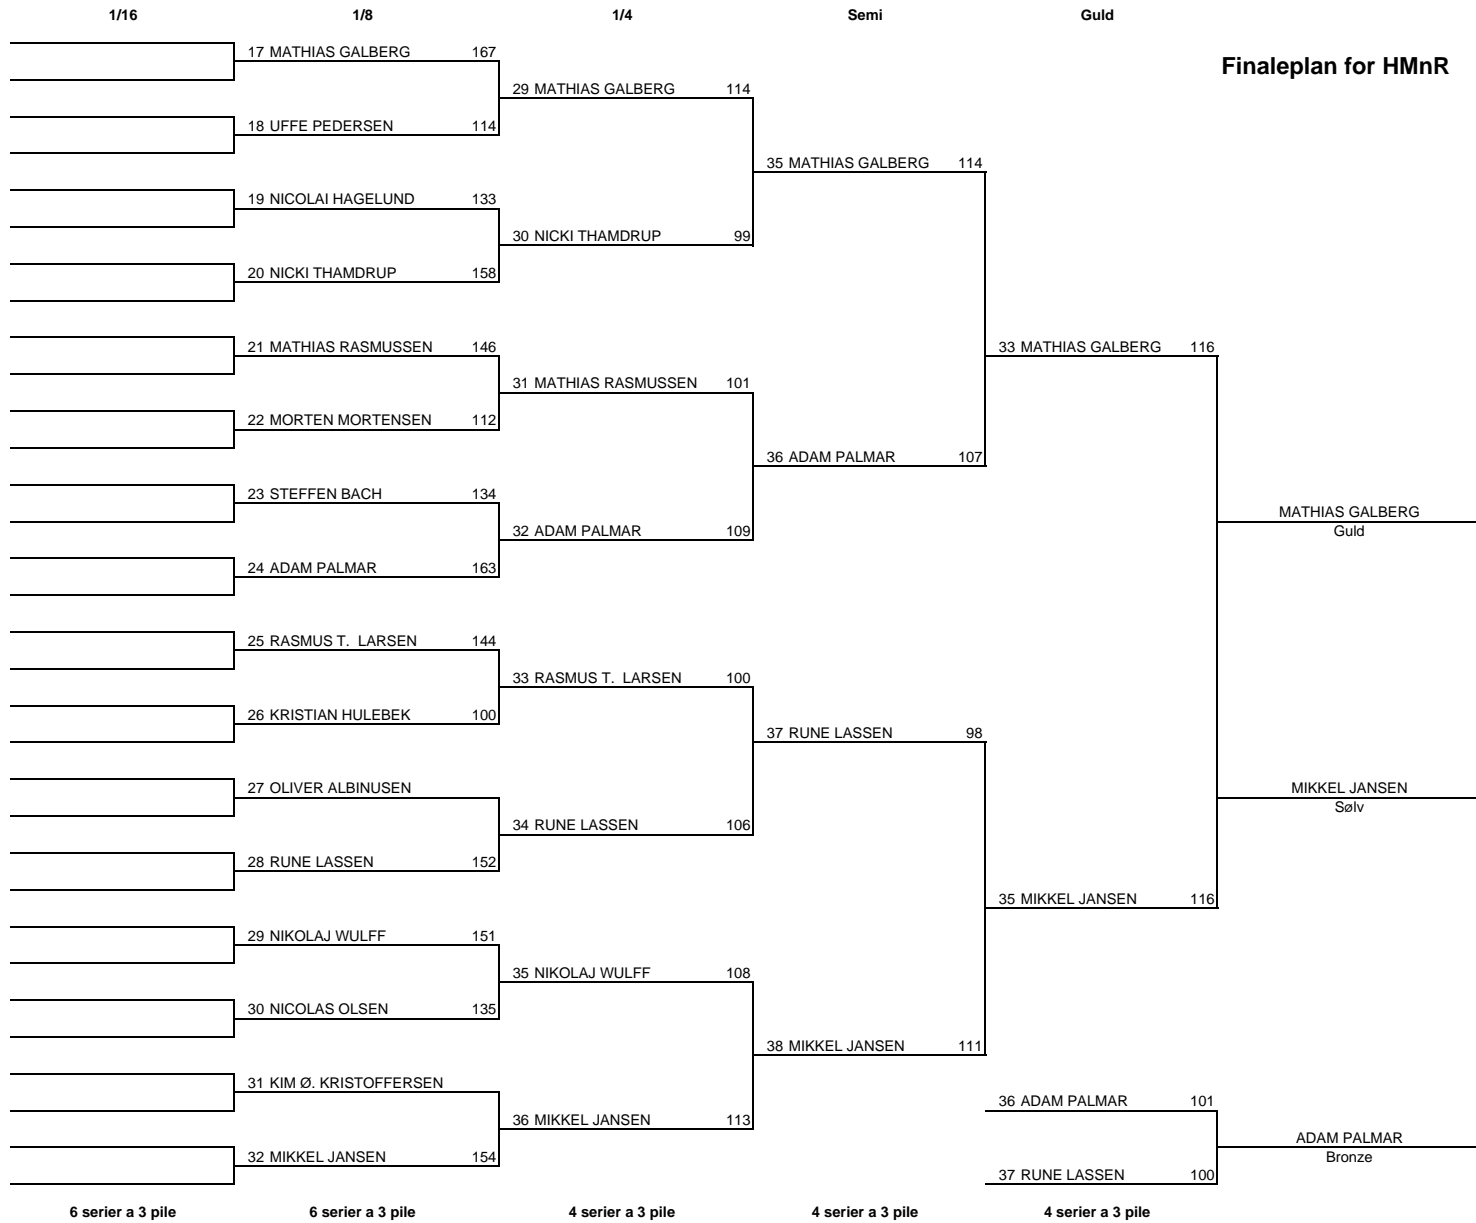 1/16 1/8 1/4 Semi Guld
Finaleplan for HMnR
17 MATHIAS GALBERG 167
29 MATHIAS GALBERG 114
18 UFFE PEDERSEN 114
35 MATHIAS GALBERG 114
19 NICOLAI HAGELUND 133
30 NICKI THAMDRUP 99
20 NICKI THAMDRUP 158
21 MATHIAS RASMUSSEN 146
33 MATHIAS GALBERG 116
31 MATHIAS RASMUSSEN 101
22 MORTEN MORTENSEN 112
36 ADAM PALMAR 107
23 STEFFEN BACH 134
MATHIAS GALBERG
Guld
32 ADAM PALMAR 109
24 ADAM PALMAR 163
25 RASMUS T. LARSEN 144
33 RASMUS T. LARSEN 100
26 KRISTIAN HULEBEK 100
37 RUNE LASSEN 98
27 OLIVER ALBINUSEN
MIKKEL JANSEN
Sølv
34 RUNE LASSEN 106
28 RUNE LASSEN 152
35 MIKKEL JANSEN 116
29 NIKOLAJ WULFF 151
35 NIKOLAJ WULFF 108
30 NICOLAS OLSEN 135
38 MIKKEL JANSEN 111
31 KIM Ø. KRISTOFFERSEN
36 ADAM PALMAR 101
36 MIKKEL JANSEN 113
ADAM PALMAR
Bronze
32 MIKKEL JANSEN 154
37 RUNE LASSEN 100
6 serier a 3 pile 6 serier a 3 pile 4 serier a 3 pile 4 serier a 3 pile 4 serier a 3 pile